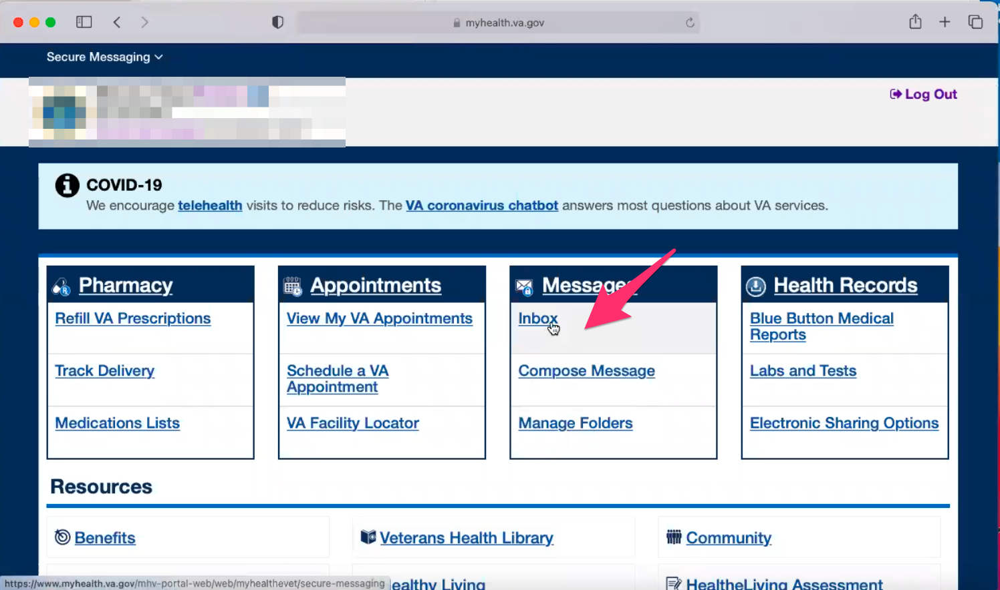 myhealth.va.gov
Secure Messaging
Log Out
COVID-19
We encourage telehealth visits to reduce risks. The VA coronavirus chatbot answers most questions about VA services.
Pharmacy
Refill VA Prescriptions
Track Delivery
Medications Lists
Appointments
View My VA Appointments
Schedule a VA
Appointment
VA Facility Locator
Messages
Inbox
Compose Message
Manage Folders
Health Records
Blue Button Medical
Reports
Labs and Tests
Electronic Sharing Options
Resources
Benefits
Veterans Health Library
Community
https://www.myhealth.va.gov/mhv-portal-web/web/myhealthevet/secure-messaging
ealthy Living
HealtheLiving Assessment